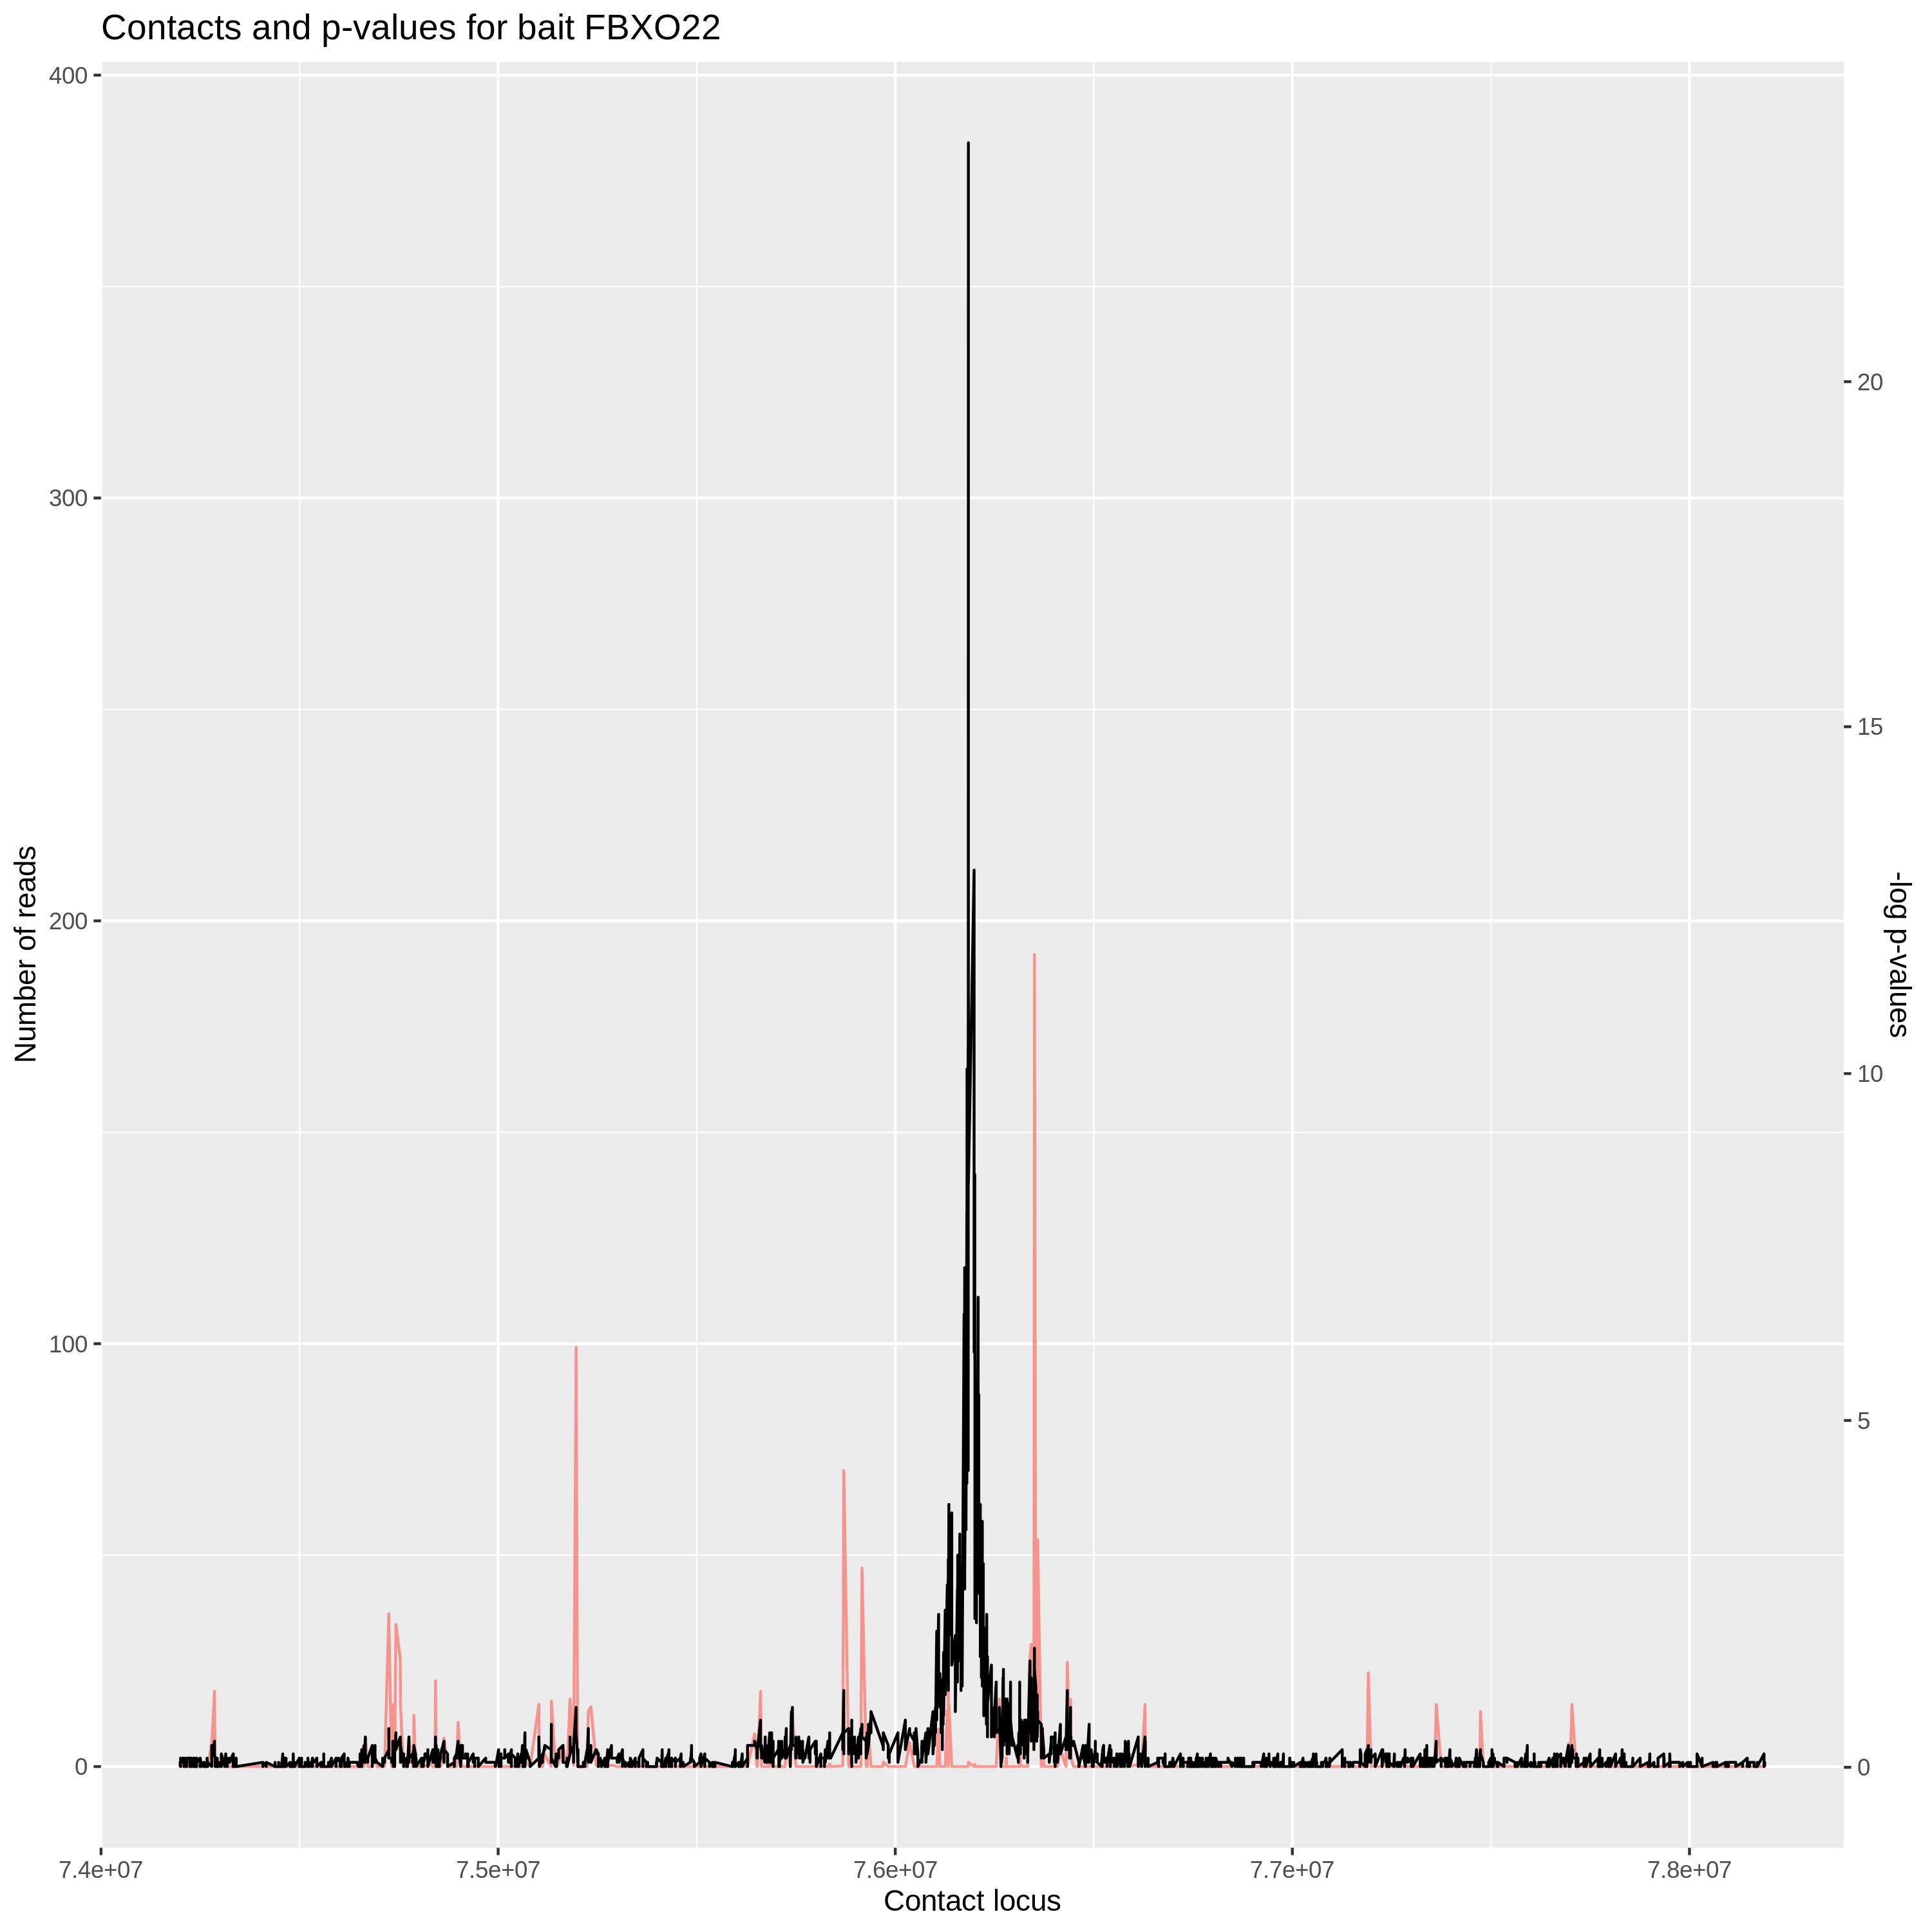 Contacts and p-values for bait FBXO22
400
300
200
100
0
Number of reads
20
15
10
5
0
-log p-values
7.4e+07 7.5e+07 7.6e+07 7.7e+07 7.8e+07
Contact locus